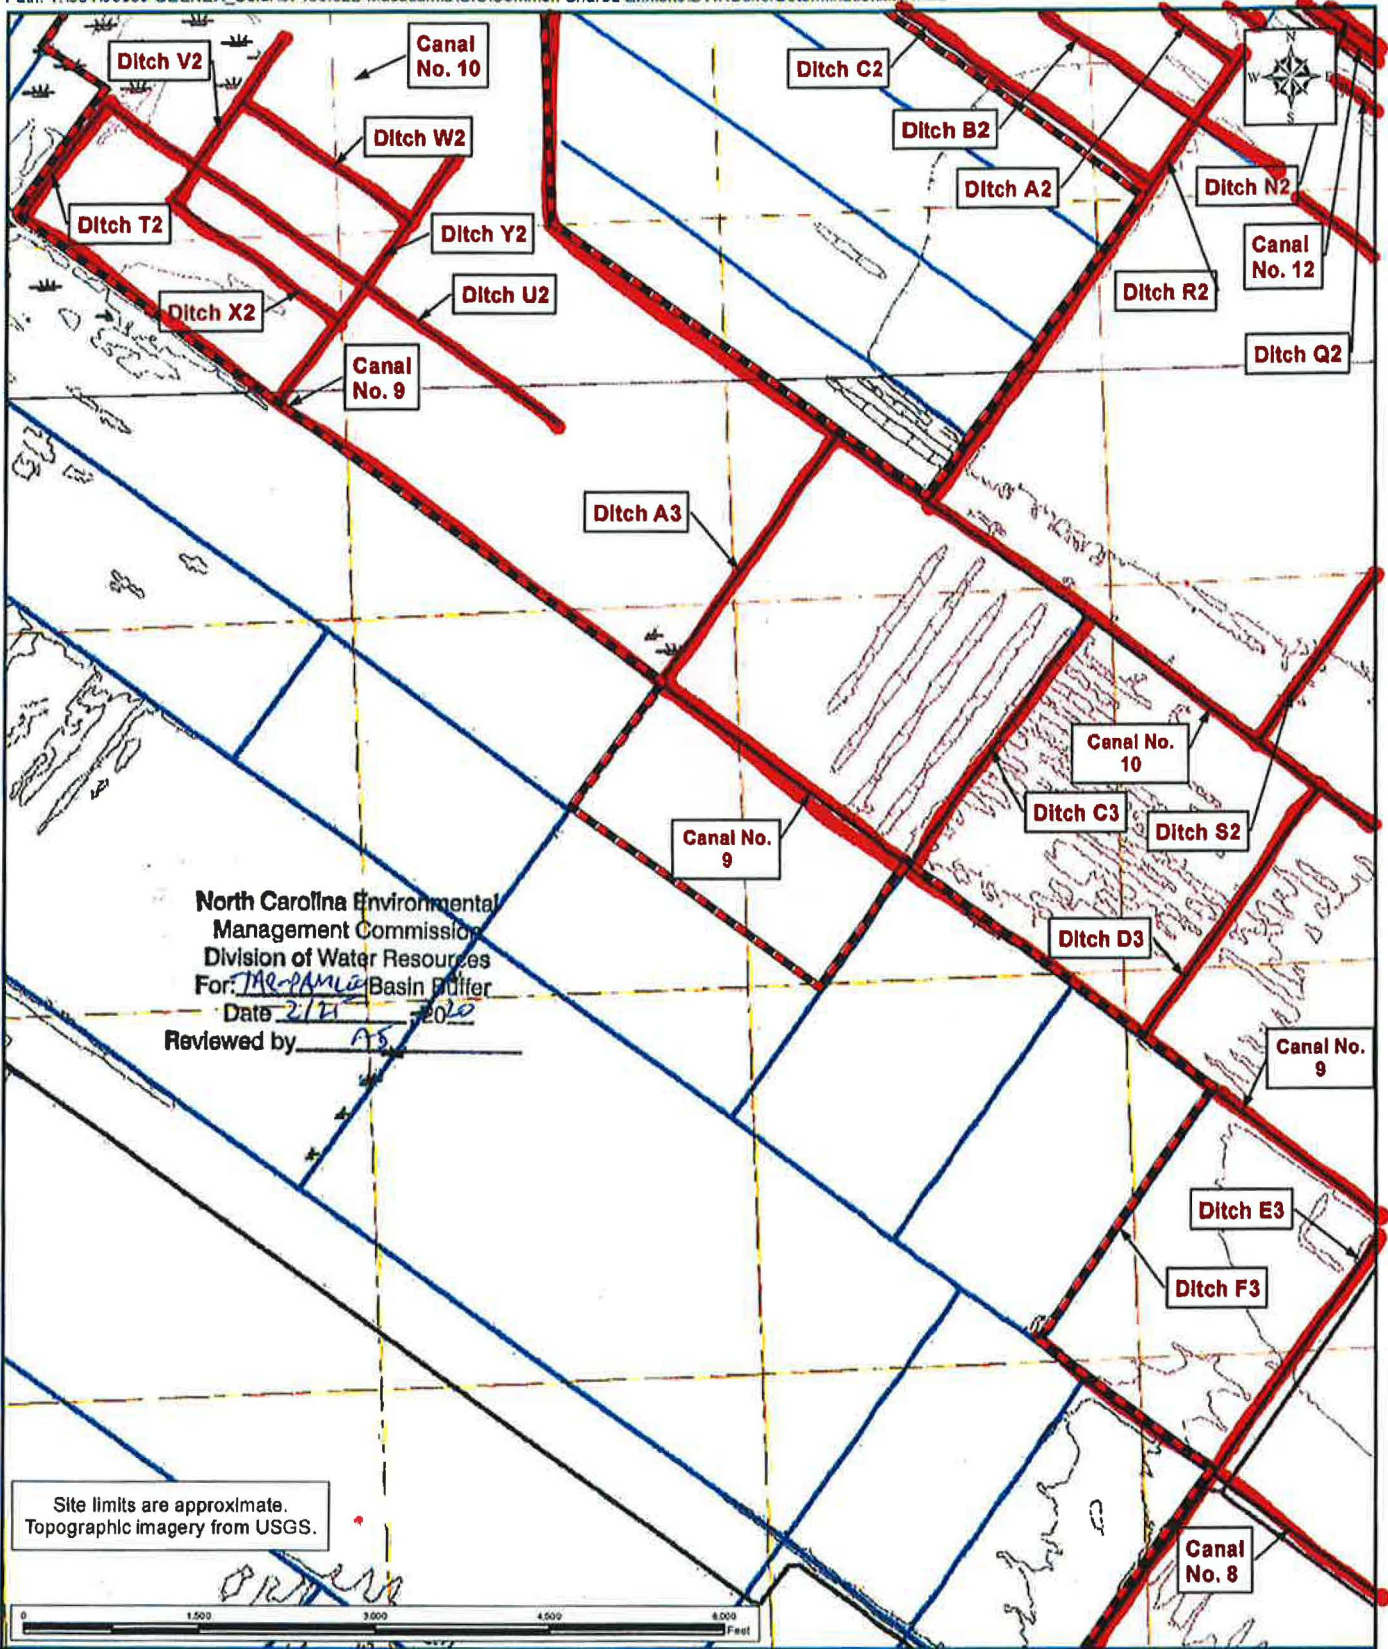 Ditch V2
Canal
No. 10
Ditch C2
N
W
E
S
Ditch W2
Ditch B2
Ditch A2
Ditch N2
Ditch T2
Ditch Y2
Canal
No. 12
Ditch U2
Ditch R2
Ditch X2
Ditch Q2
Canal
No. 9
Ditch A3
Canal No.
10
Ditch C3
Ditch S2
Canal No.
9
North Carolina Environmental
Management Commission
Division of Water Resources
For: TAR-PAMLICO Basin Buffer
Date 2/21 2020
Reviewed by AS
Ditch D3
Canal No.
9
Ditch E3
Ditch F3
Site limits are approximate.
Topographic imagery from USGS.
Canal
No. 8
0 1,500 3,000 4,500 6,000
Feet